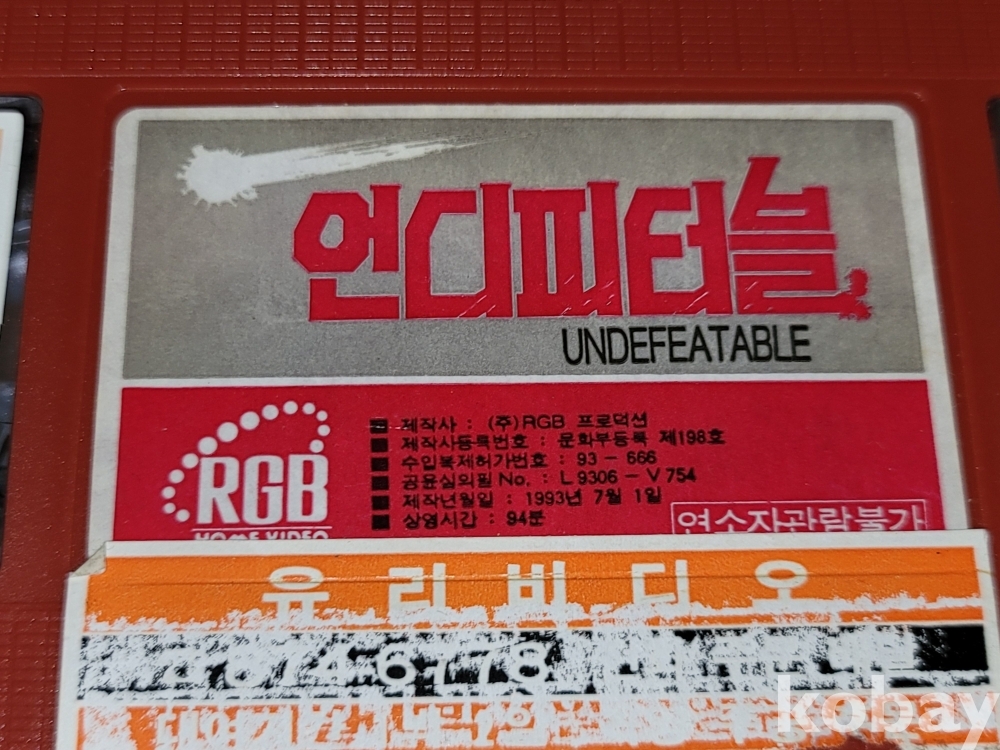 언디피터블
UNDEFEATABLE
RGB
HOME VIDEO
제작사 : (주)RGB 프로덕션
제작사등록번호 : 문화부등록 제198호
수입복제허가번호 : 93 - 666
공윤심의필No. : L 9306 - V 754
제작년월일 : 1993년 7월 1일
상영시간 : 94분
연소자관람불가
유리비디오
kobay